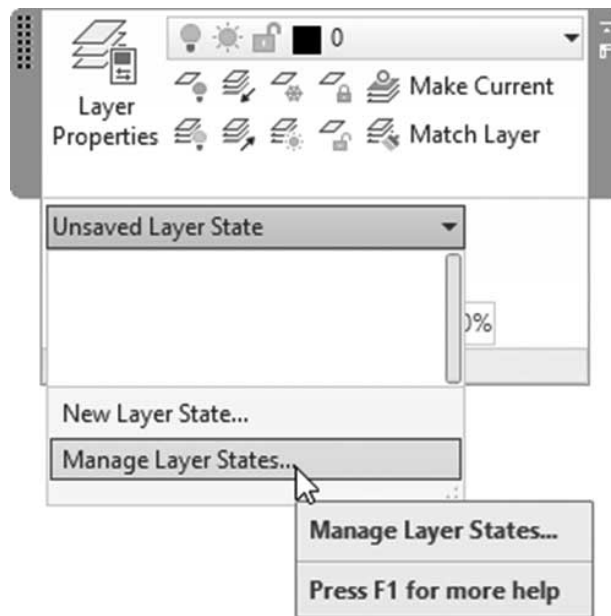 0
Make Current
Layer
Properties
Match Layer
Unsaved Layer State
0%
New Layer State...
Manage Layer States...
Manage Layer States...
Press F1 for more help